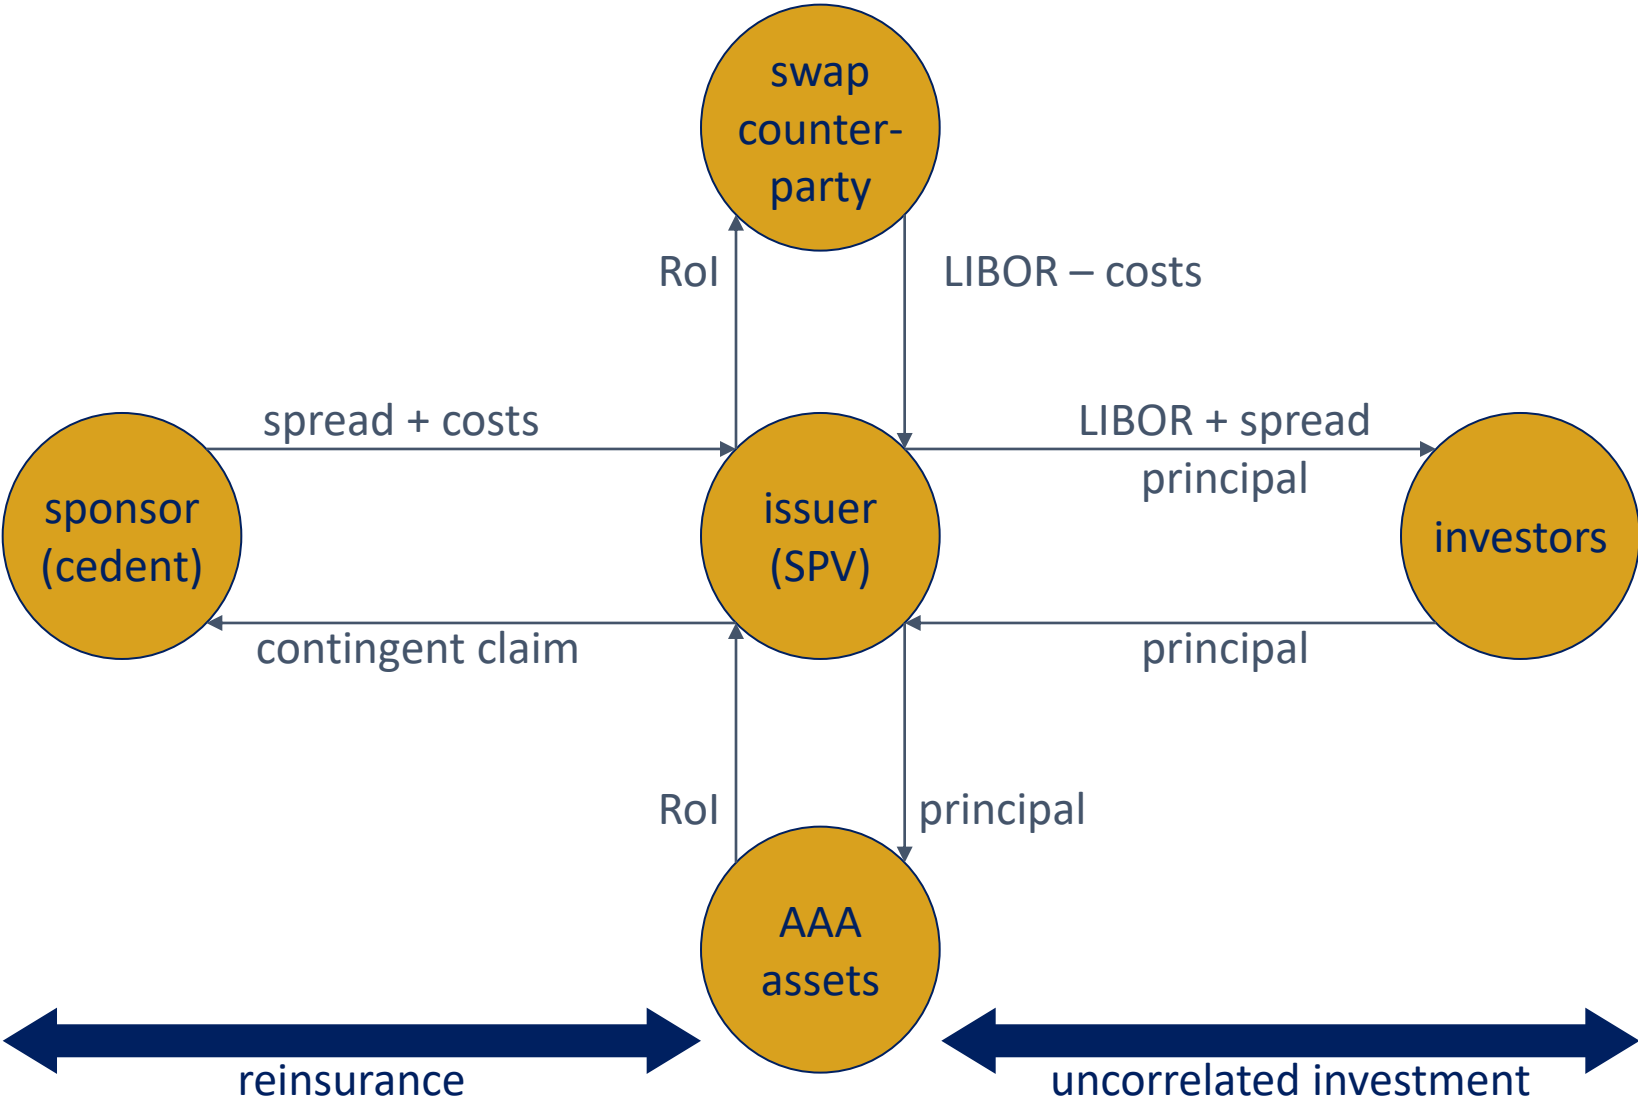 swap
counter-
party
RoI
LIBOR – costs
spread + costs
LIBOR + spread
principal
sponsor
(cedent)
issuer
(SPV)
investors
contingent claim
principal
RoI
principal
AAA
assets
reinsurance
uncorrelated investment